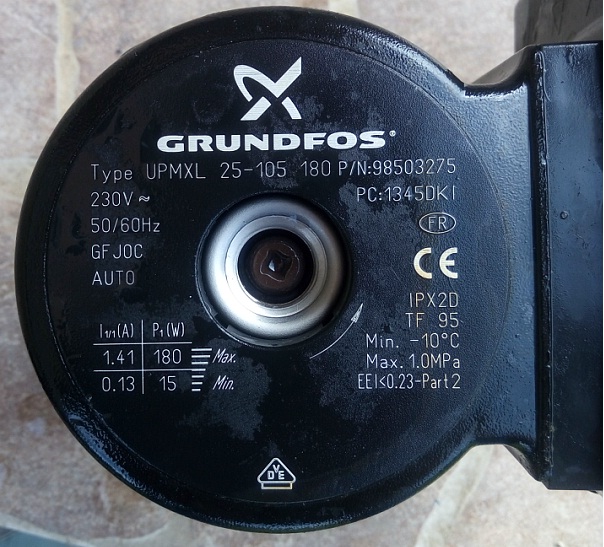 GRUNDFOS®
Type UPMXL 25-105 180 P/N:98503275
230V ≂ PC:1345DKI
50/60Hz FR
GFJOC CE
AUTO
IPX2D
TF 95
I1/1(A) P1(W) Min. -10°C
1.41 180 Max. Max. 1.0MPa
0.13 15 Min. EEI≤0.23-Part2
VDE